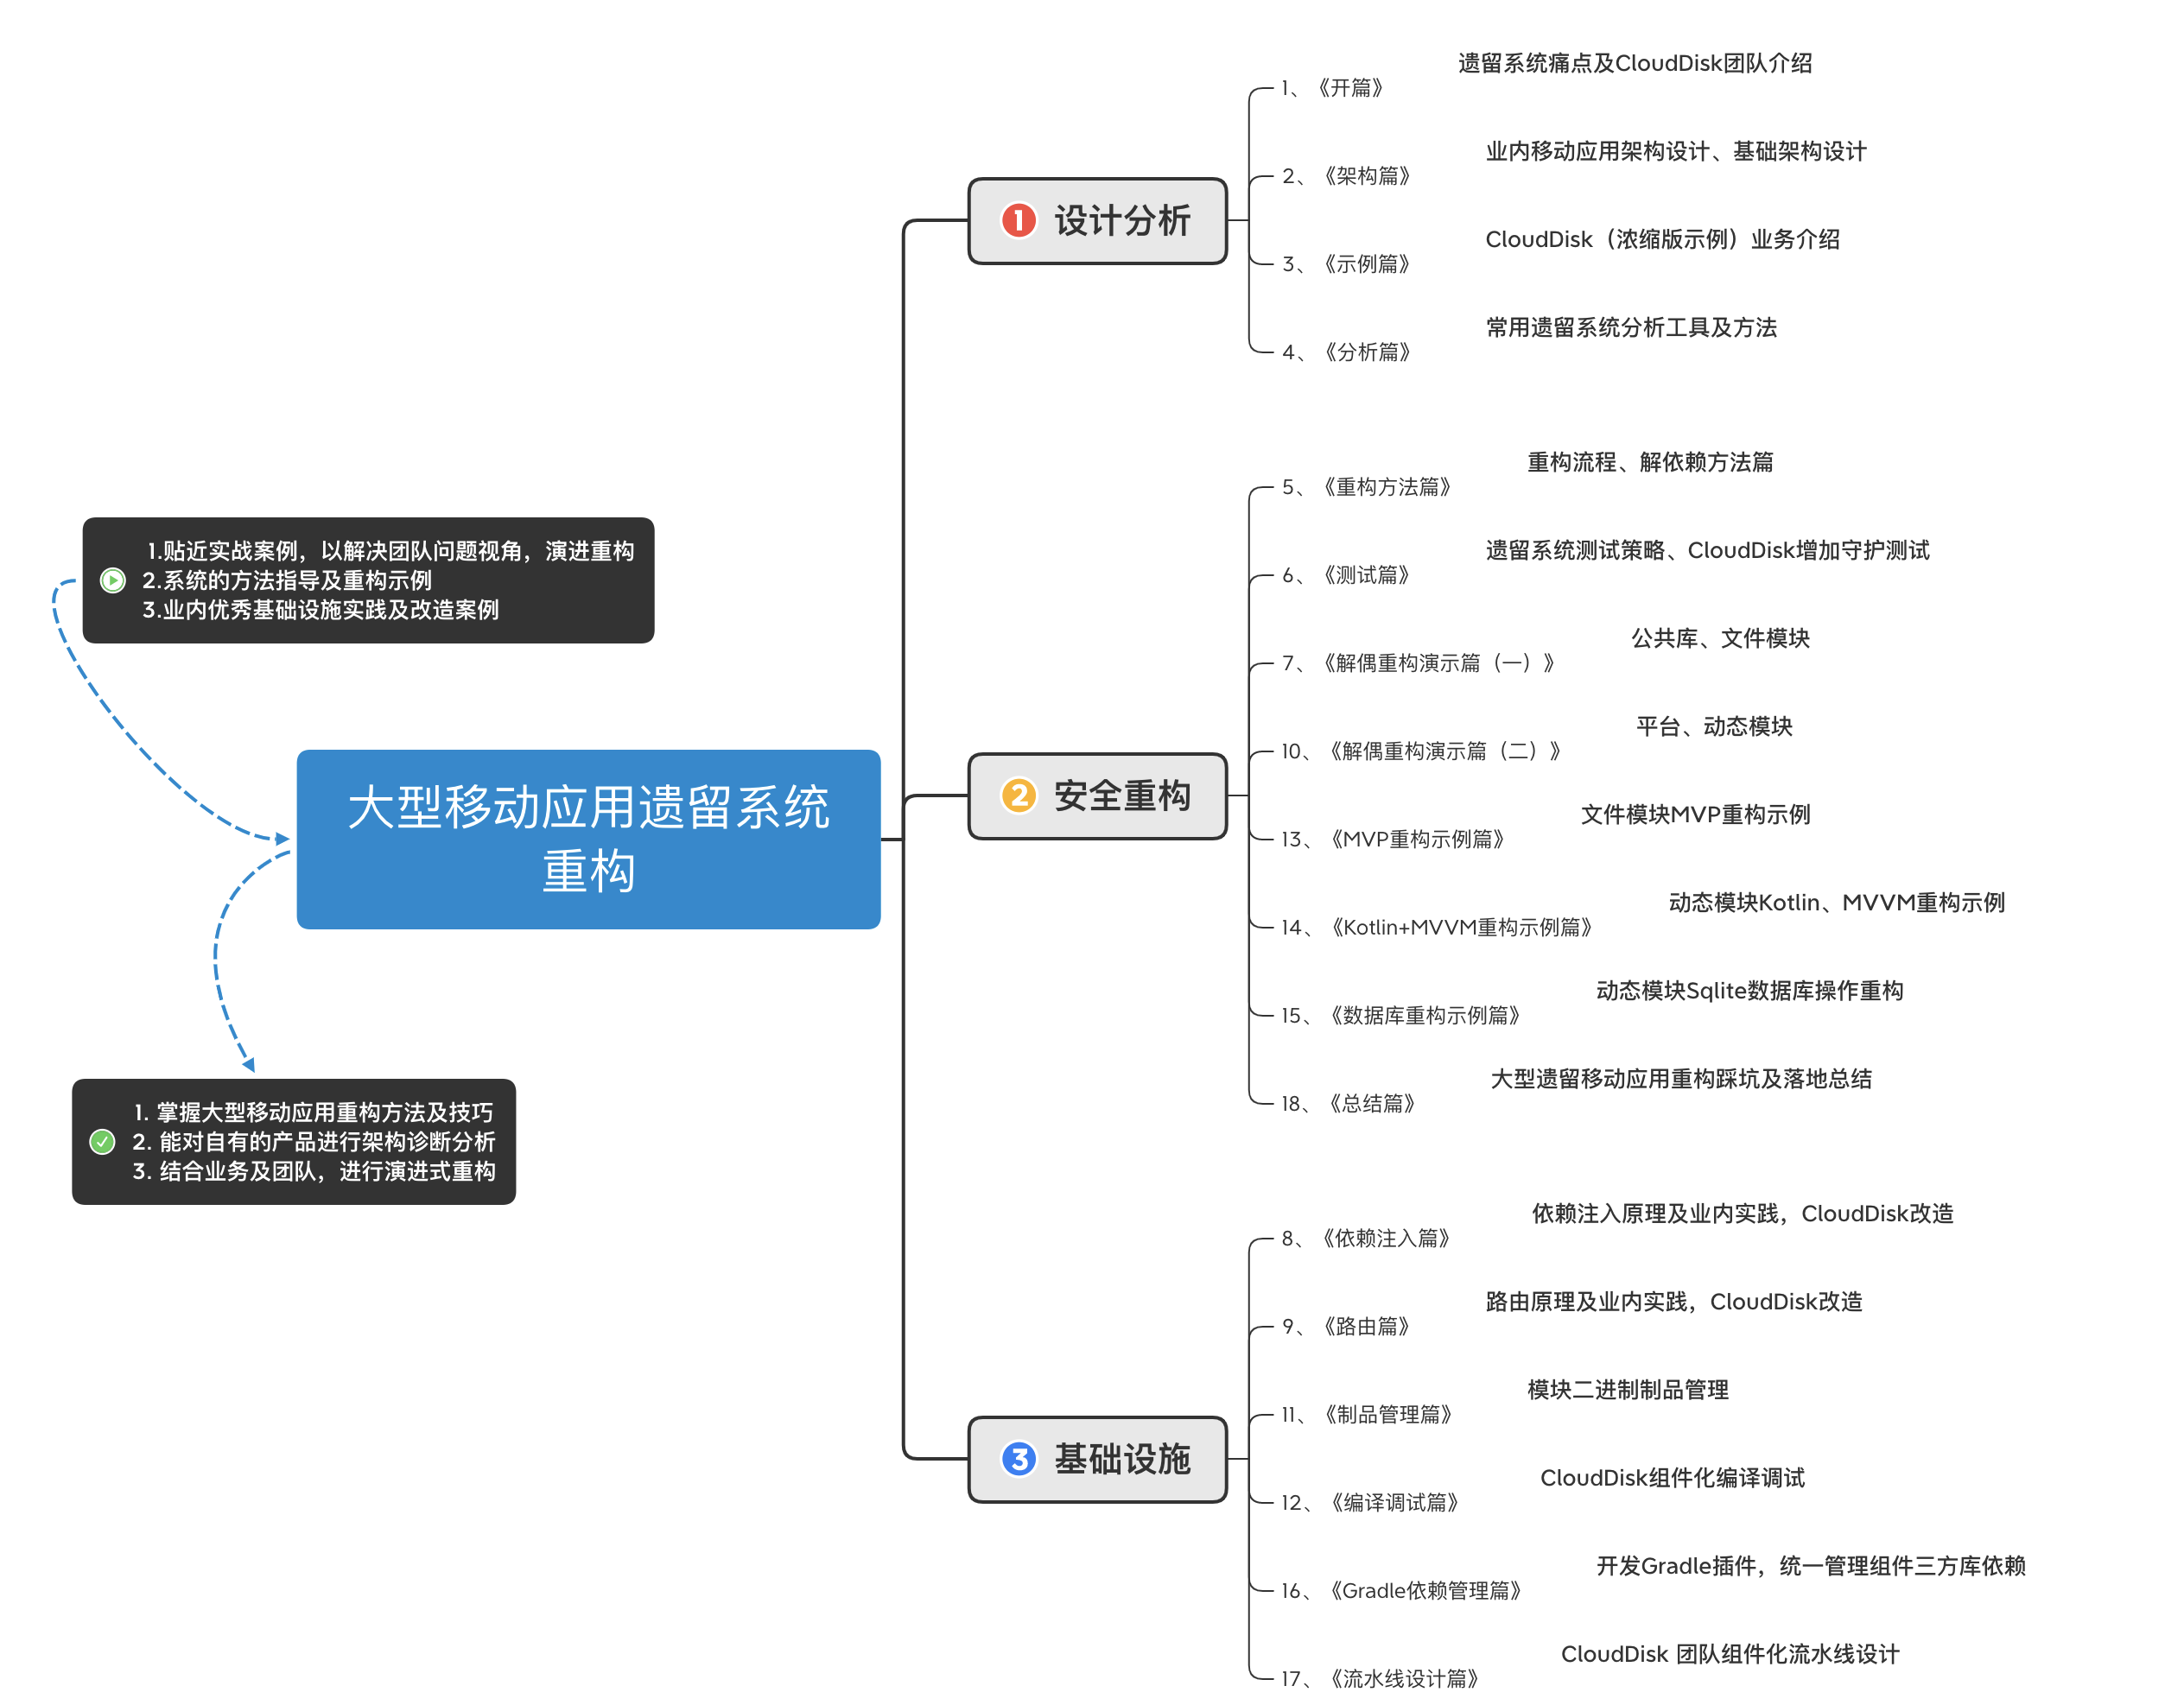 1.贴近实战案例，以解决团队问题视角，演进重构
2.系统的方法指导及重构示例
3.业内优秀基础设施实践及改造案例
大型移动应用遗留系统
重构
1. 掌握大型移动应用重构方法及技巧
2. 能对自有的产品进行架构诊断分析
3. 结合业务及团队，进行演进式重构
1 设计分析
遗留系统痛点及CloudDisk团队介绍
1、《开篇》
业内移动应用架构设计、基础架构设计
2、《架构篇》
CloudDisk（浓缩版示例）业务介绍
3、《示例篇》
常用遗留系统分析工具及方法
4、《分析篇》
2 安全重构
重构流程、解依赖方法篇
5、《重构方法篇》
遗留系统测试策略、CloudDisk增加守护测试
6、《测试篇》
公共库、文件模块
7、《解偶重构演示篇（一）》
平台、动态模块
10、《解偶重构演示篇（二）》
文件模块MVP重构示例
13、《MVP重构示例篇》
动态模块Kotlin、MVVM重构示例
14、《Kotlin+MVVM重构示例篇》
动态模块Sqlite数据库操作重构
15、《数据库重构示例篇》
大型遗留移动应用重构踩坑及落地总结
18、《总结篇》
3 基础设施
依赖注入原理及业内实践，CloudDisk改造
8、《依赖注入篇》
路由原理及业内实践，CloudDisk改造
9、《路由篇》
模块二进制制品管理
11、《制品管理篇》
CloudDisk组件化编译调试
12、《编译调试篇》
开发Gradle插件，统一管理组件三方库依赖
16、《Gradle依赖管理篇》
CloudDisk 团队组件化流水线设计
17、《流水线设计篇》